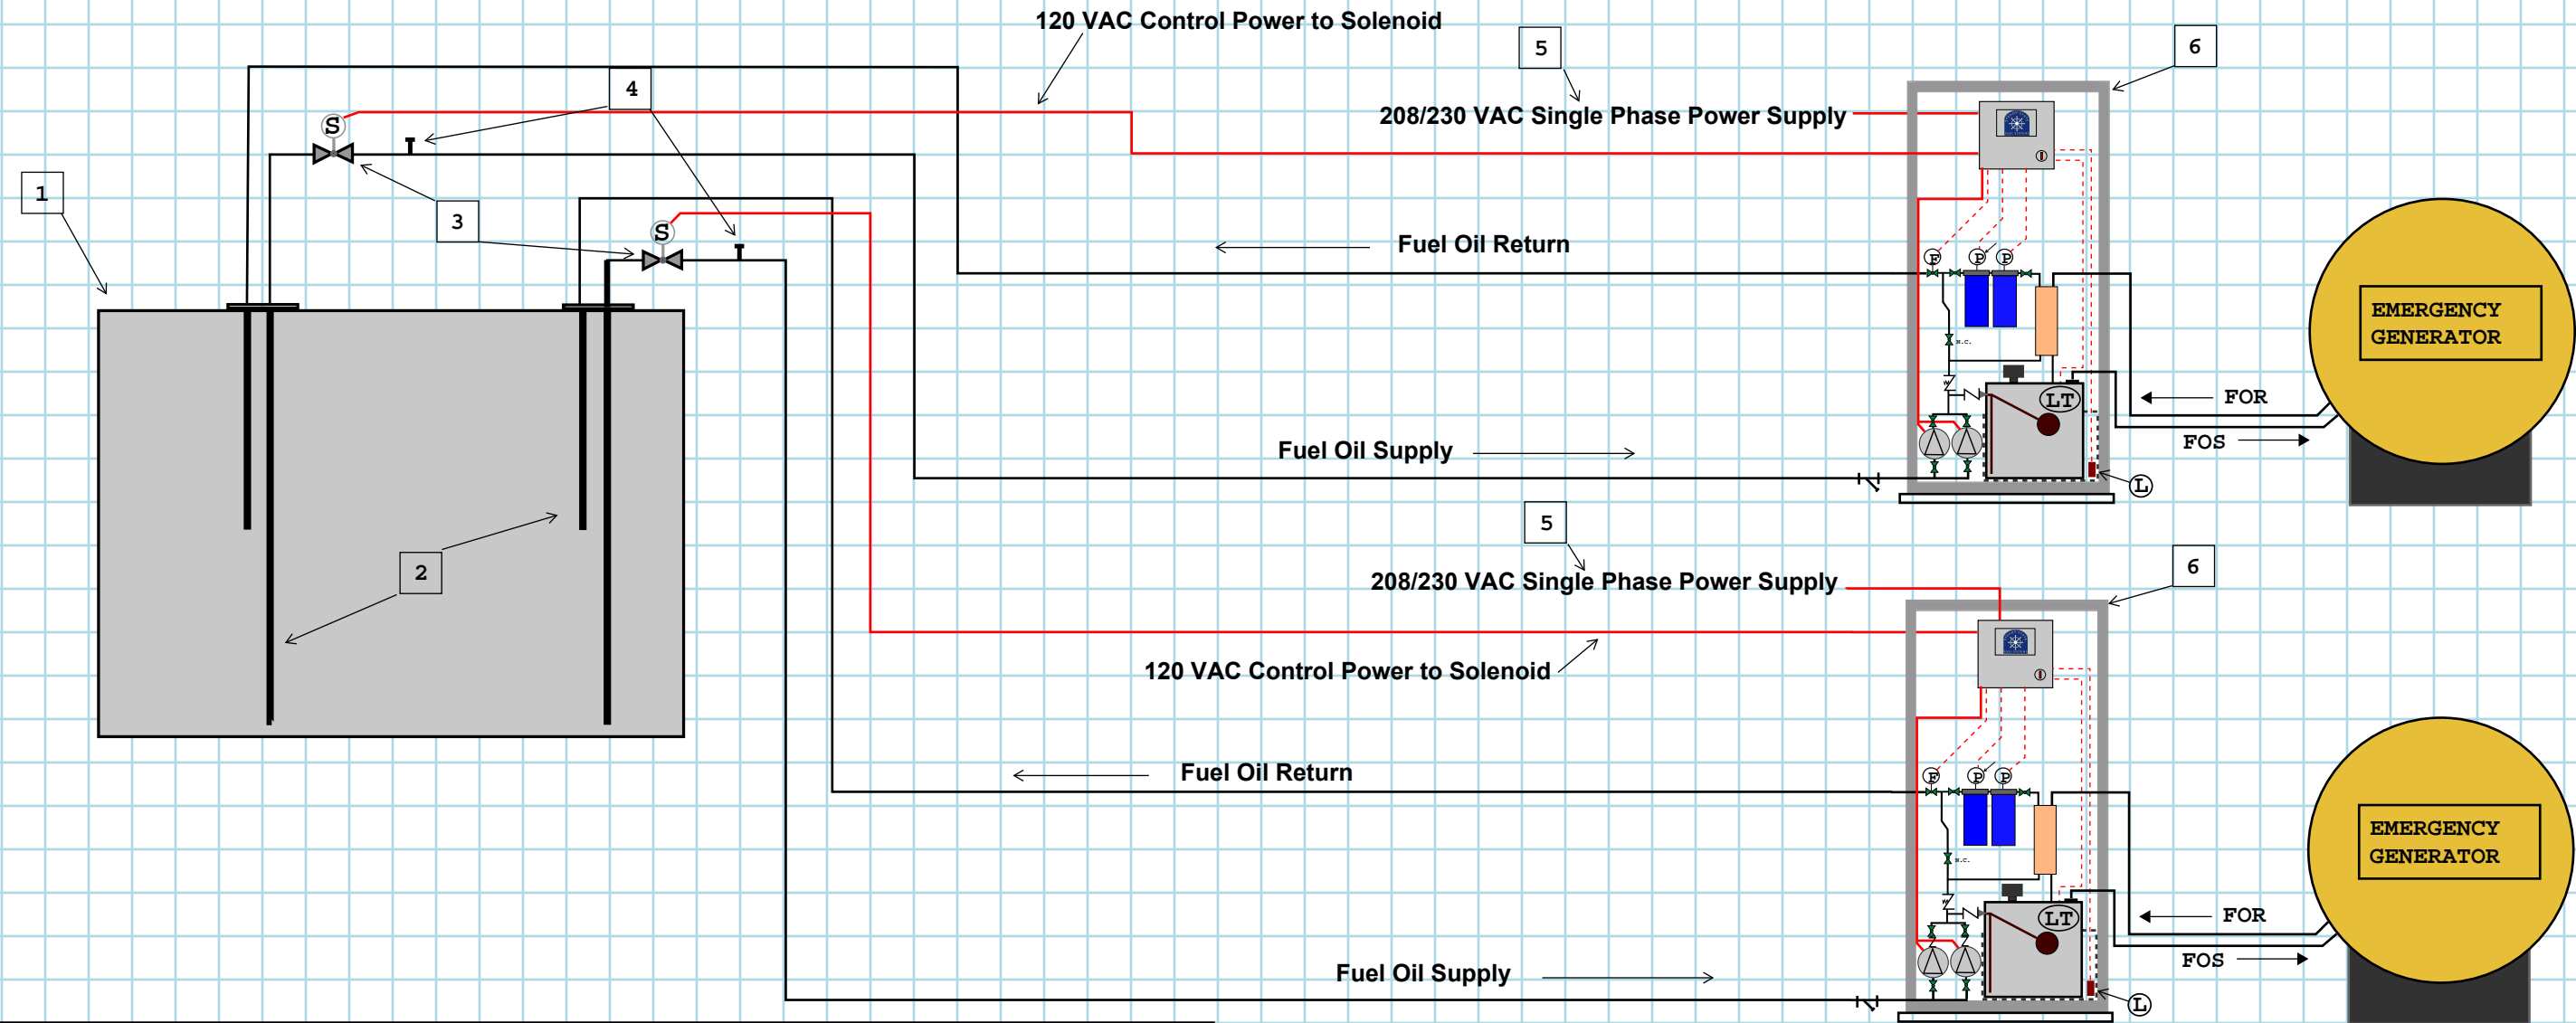 120 VAC Control Power to Solenoid
5
6
4
S
208/230 VAC Single Phase Power Supply
1
3
S
Fuel Oil Return
F
P
P
EMERGENCY
GENERATOR
N.C.
LT
FOR
Fuel Oil Supply
FOS
L
5
2
208/230 VAC Single Phase Power Supply
6
120 VAC Control Power to Solenoid
Fuel Oil Return
F
P
P
EMERGENCY
GENERATOR
N.C.
LT
FOR
Fuel Oil Supply
FOS
L